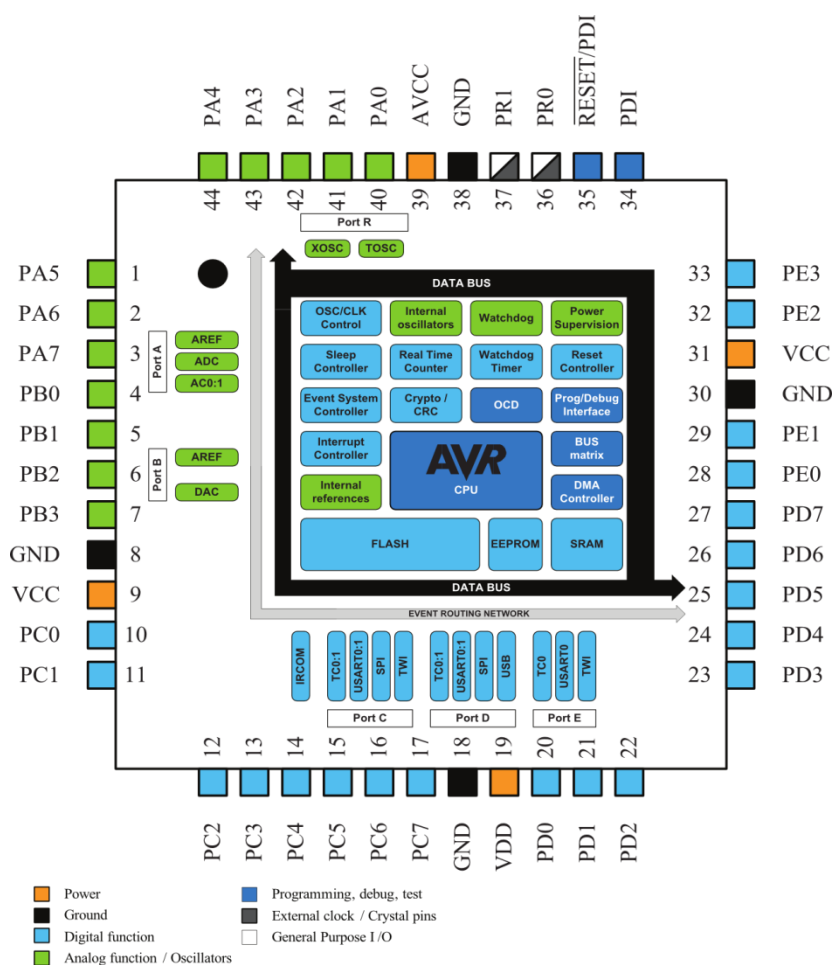 PA4
PA3
PA2
PA1
PA0
AVCC
GND
PR1
PR0
RESET/PDI
PDI
44
43
42
41
40
39
38
37
36
35
34
Port R
XOSC
TOSC
PA5
1
PA6
2
PA7
3
PB0
4
PB1
5
PB2
6
PB3
7
GND
8
VCC
9
PC0
10
PC1
11
Port A
AREF
ADC
AC0:1
Port B
AREF
DAC
DATA BUS
OSC/CLK
Control
Internal
oscillators
Watchdog
Power
Supervision
Sleep
Controller
Real Time
Counter
Watchdog
Timer
Reset
Controller
Event System
Controller
Crypto /
CRC
OCD
Prog/Debug
Interface
Interrupt
Controller
AVR
CPU
BUS
matrix
Internal
references
DMA
Controller
FLASH
EEPROM
SRAM
DATA BUS
EVENT ROUTING NETWORK
33
PE3
32
PE2
31
VCC
30
GND
29
PE1
28
PE0
27
PD7
26
PD6
25
PD5
24
PD4
23
PD3
IRCOM
TC0:1
USART0:1
SPI
TWI
TC0:1
USART0:1
SPI
USB
TC0
USART0
TWI
Port C
Port D
Port E
12
13
14
15
16
17
18
19
20
21
22
PC2
PC3
PC4
PC5
PC6
PC7
GND
VDD
PD0
PD1
PD2
Power
Ground
Digital function
Analog function / Oscillators
Programming, debug, test
External clock / Crystal pins
General Purpose I /O